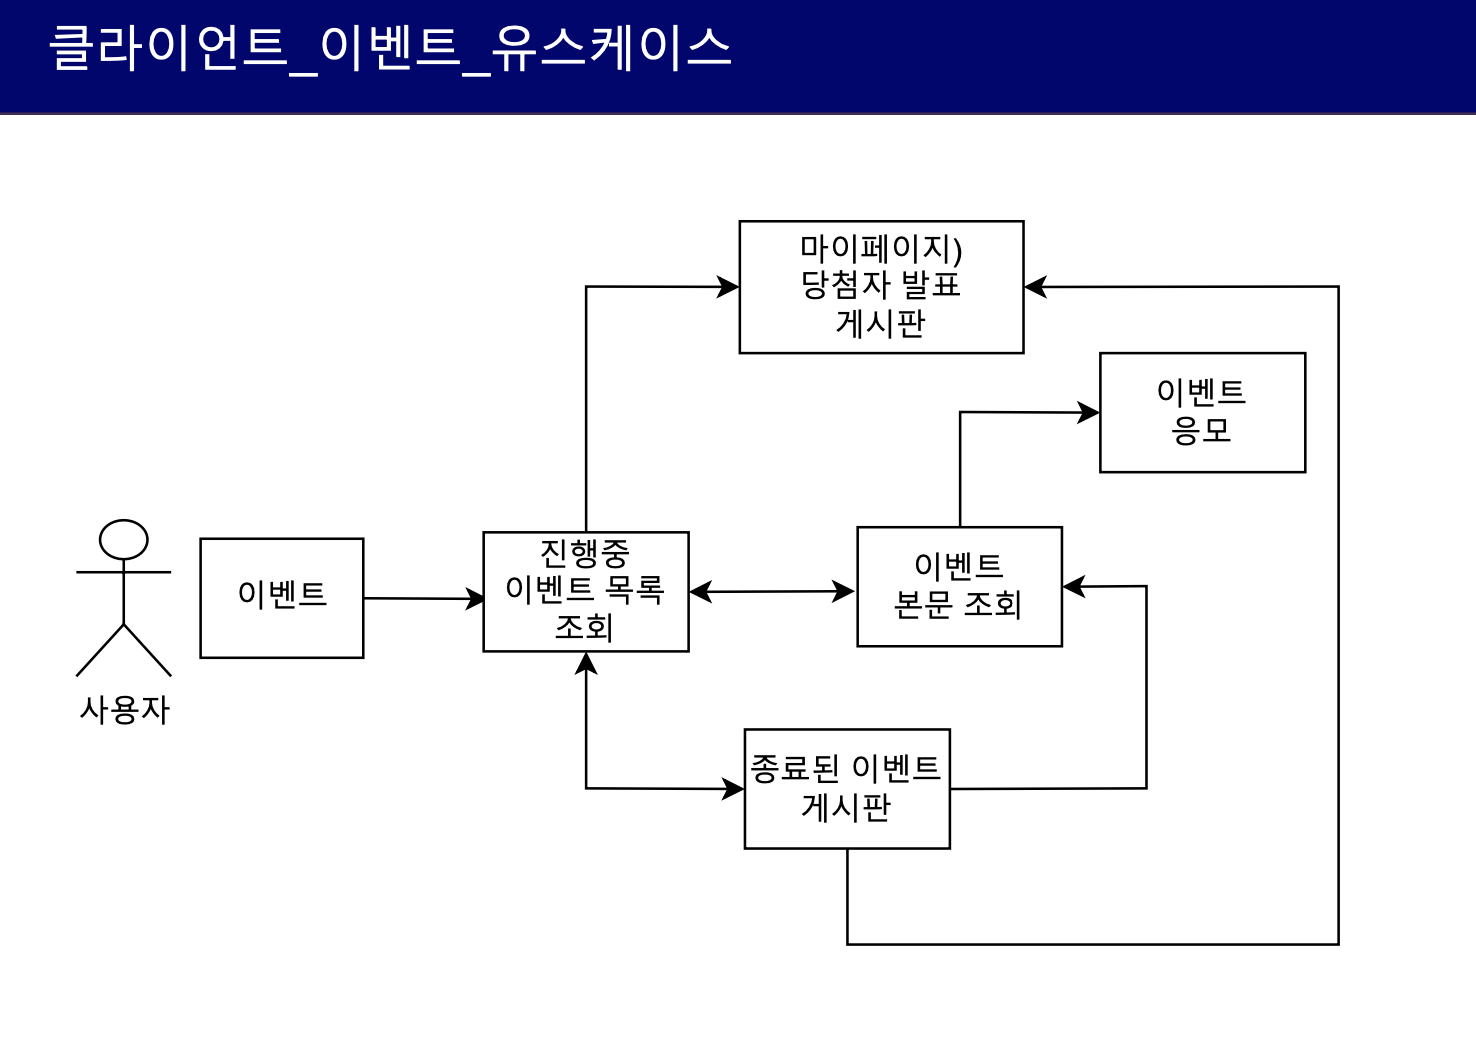 클라이언트_이벤트_유스케이스
마이페이지)
당첨자 발표
게시판
이벤트
응모
사용자
이벤트
진행중
이벤트 목록
조회
이벤트
본문 조회
종료된 이벤트
게시판